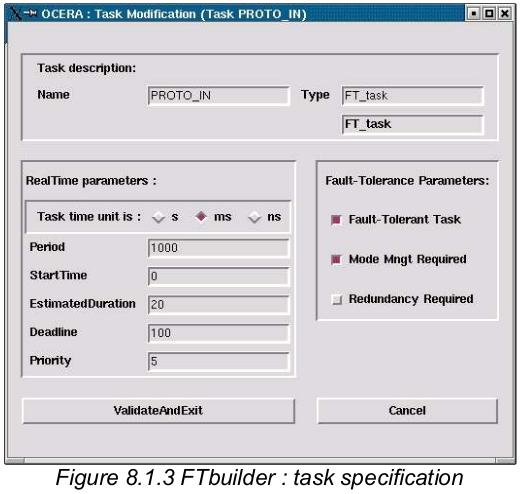 OCERA : Task Modification (Task PROTO_IN)
Task description:
Name PROTO_IN Type FT_task
FT_task
RealTime parameters :
Task time unit is : s ms ns
Period 1000
StartTime 0
EstimatedDuration 20
Deadline 100
Priority 5
Fault-Tolerance Parameters:
Fault-Tolerant Task
Mode Mngt Required
Redundancy Required
ValidateAndExit Cancel
Figure 8.1.3 FTbuilder : task specification